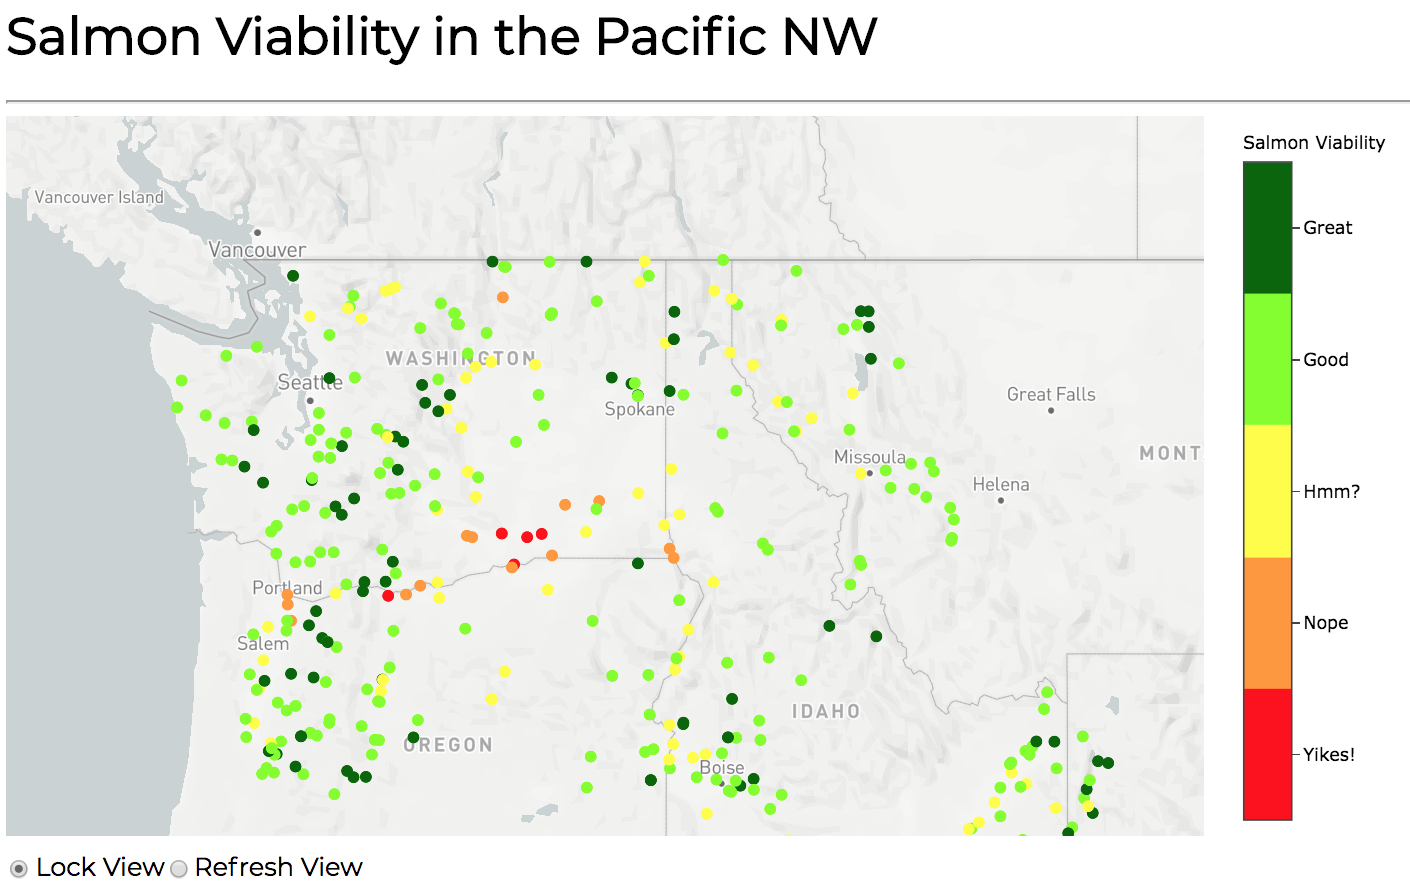 Salmon Viability in the Pacific NW
Salmon Viability
Vancouver Island
Vancouver
Great
WASHINGTON
Good
Seattle
Spokane
Great Falls
Missoula
MONT
Helena
Hmm?
Portland
Nope
Salem
IDAHO
OREGON
Boise
Yikes!
Lock View
Refresh View